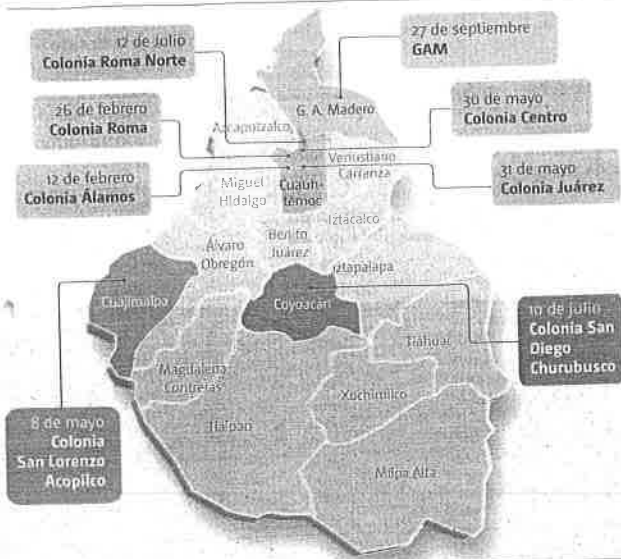 12 de Julio
Colonia Roma Norte
27 de septiembre
GAM
26 de febrero
Colonia Roma
30 de mayo
Colonia Centro
12 de febrero
Colonia Álamos
31 de mayo
Colonia Juárez
G. A. Madero
Azcapotzalco
Venustiano
Carranza
Miguel
Hidalgo
Cuauh-
témoc
Iztacalco
Benito
Juárez
Álvaro
Obregón
Iztapalapa
Cuajimalpa
Coyoacán
Tláhuac
Magdalena
Contreras
Xochimilco
Tlalpan
Milpa Alta
10 de julio
Colonia San
Diego
Churubusco
8 de mayo
Colonia
San Lorenzo
Acopilco